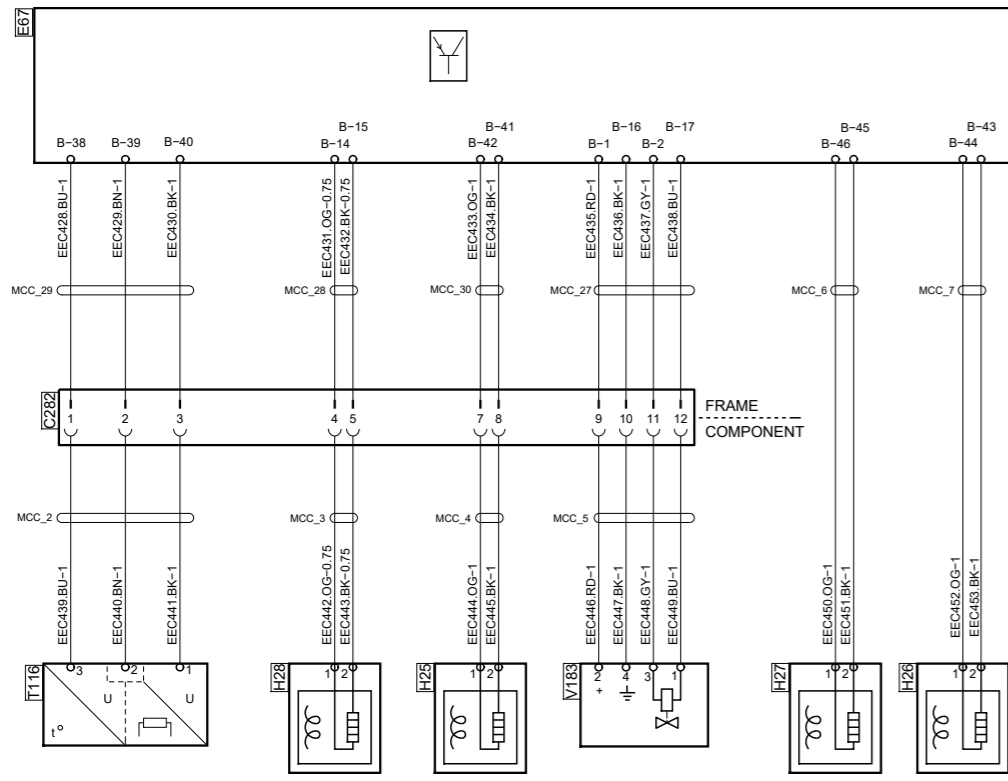 E67
B-15 B-41 B-16 B-17 B-45 B-43
B-38 B-39 B-40 B-14 B-42 B-1 B-2 B-46 B-44
EEC428.BU-1
EEC429.BN-1
EEC430.BK-1
EEC431.OG-0.75
EEC432.BK-0.75
EEC433.OG-1
EEC434.BK-1
EEC435.RD-1
EEC436.BK-1
EEC437.GY-1
EEC438.BU-1
MCC_29 MCC_28 MCC_30 MCC_27 MCC_6 MCC_7
C282
1 2 3 4 5 7 8 9 10 11 12
FRAME
COMPONENT
MCC_2 MCC_3 MCC_4 MCC_5
EEC439.BU-1
EEC440.BN-1
EEC441.BK-1
EEC442.OG-0.75
EEC443.BK-0.75
EEC444.OG-1
EEC445.BK-1
EEC446.RD-1
EEC447.BK-1
EEC448.GY-1
EEC449.BU-1
EEC450.OG-1
EEC451.BK-1
EEC452.OG-1
EEC453.BK-1
T116
3 2 1
U U
t°
H28
1 2
H25
1 2
V183
2 4 3 1
+
H27
1 2
H26
1 2